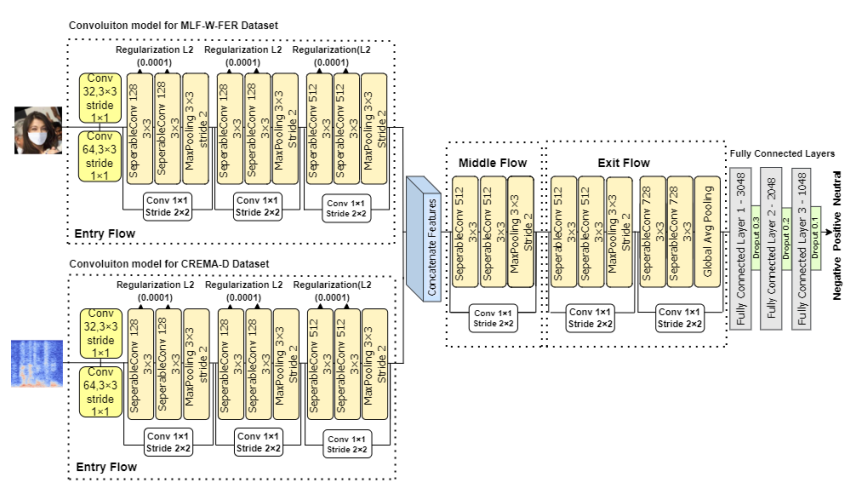 Convoluiton model for MLF-W-FER Dataset
Regularization L2
(0.0001)
Regularization L2
(0.0001)
Regularization(L2
(0.0001)
Conv
32,3×3
stride
1×1
64,3×3
stride
1×1
SeperableConv 128
3×3
SeperableConv 128
3×3
MaxPooling 3×3
stride 2
SeperableConv 128
3×3
SeperableConv 128
3×3
MaxPooling 3×3
Stride 2
SeperableConv 512
3×3
SeperableConv 512
3×3
MaxPooling 3×3
Stride 2
Conv 1×1
Stride 2×2
Conv 1×1
Stride 2×2
Conv 1×1
Stride 2×2
Entry Flow
Convoluiton model for CREMA-D Dataset
Regularization L2
(0.0001)
Regularization L2
(0.0001)
Regularization(L2
(0.0001)
Conv
32,3×3
stride
1×1
Conv
64,3×3
stride
1×1
SeperableConv 128
3×3
SeperableConv 128
3×3
MaxPooling 3×3
stride 2
SeperableConv 128
3×3
SeperableConv 128
3×3
MaxPooling 3×3
Stride 2
SeperableConv 512
3×3
SeperableConv 512
3×3
MaxPooling 3×3
Stride 2
Conv 1×1
Stride 2×2
Conv 1×1
Stride 2×2
Conv 1×1
Stride 2×2
Entry Flow
Concatenate Features
Middle Flow
SeperableConv 512
3×3
SeperableConv 512
3×3
MaxPooling 3×3
Stride 2
Conv 1×1
Stride 2×2
Exit Flow
SeperableConv 512
3×3
SeperableConv 512
3×3
MaxPooling 3×3
Stride 2
SeperableConv 728
3×3
SeperableConv 728
3×3
Global Avg Pooling
Conv 1×1
Stride 2×2
Conv 1×1
Stride 2×2
Fully Connected Layers
Fully Connected Layer 1 - 3048
Droput 0.3
Fully Connected Layer 2 - 2048
Droput 0.2
Fully Connected Layer 3 - 1048
Droput 0.1
Negative Positive Neutral